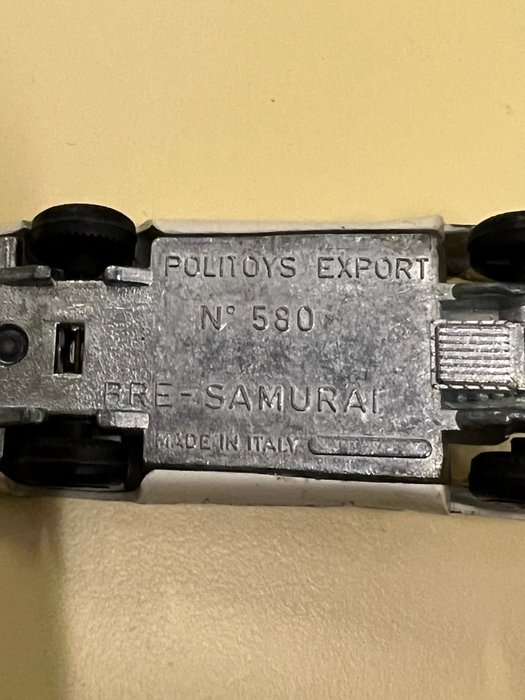 POLITOYS EXPORT
N° 580
BRE-SAMURAI
MADE IN ITALY